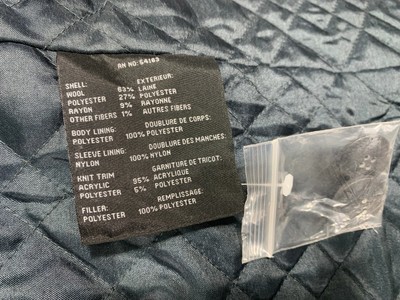 RN NO: 54163
SHELL: EXTERIEUR:
WOOL 63% LAINE
POLYESTER 27% POLYESTER
RAYON 9% RAYONNE
OTHER FIBERS 1% AUTRES FIBERS
BODY LINING: DOUBLURE DE CORPS:
POLYESTER 100% POLYESTER
SLEEVE LINING: DOUBLURE DES MANCHES:
NYLON 100% NYLON
KNIT TRIM GARNITURE DE TRICOT:
ACRYLIC 95% ACRYLIQUE
POLYESTER 5% POLYESTER
FILLER: REMPLISSAGE:
POLYESTER 100% POLYESTER